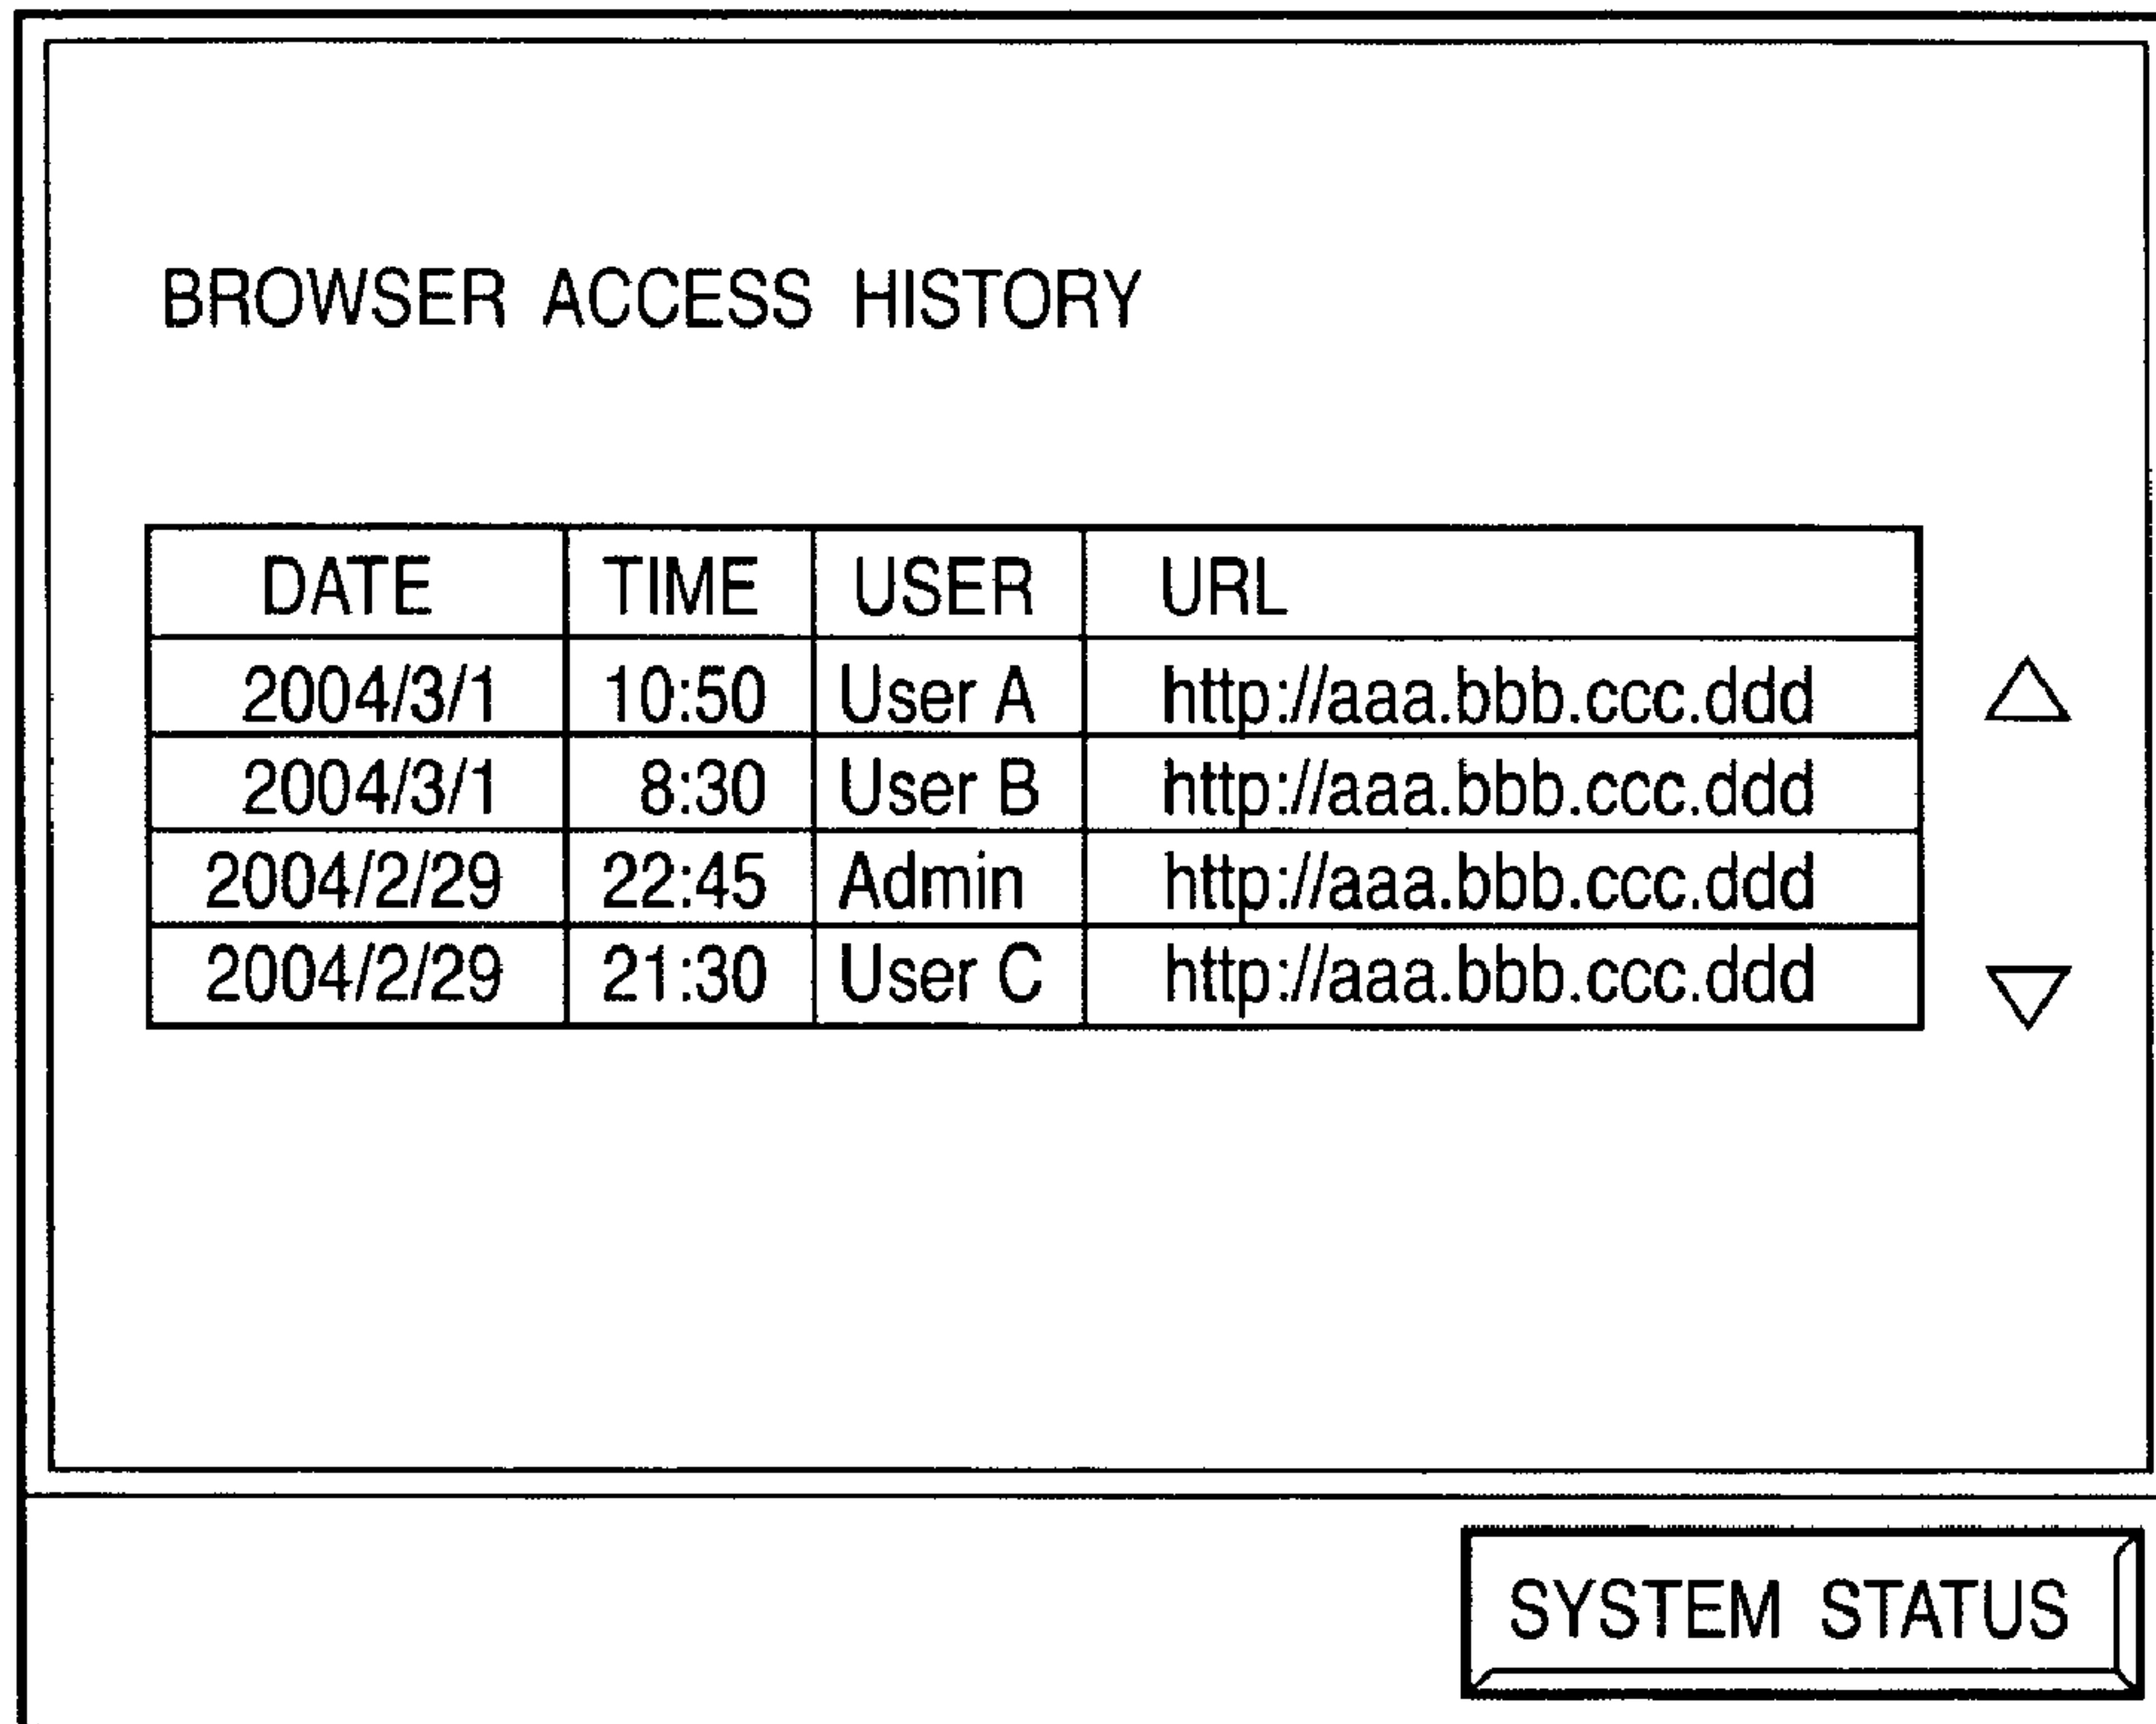 BROWSER ACCESS HISTORY
DATE TIME USER URL
2004/3/1 10:50 User A http://aaa.bbb.ccc.ddd
2004/3/1 8:30 User B http://aaa.bbb.ccc.ddd
2004/2/29 22:45 Admin http://aaa.bbb.ccc.ddd
2004/2/29 21:30 User C http://aaa.bbb.ccc.ddd
SYSTEM STATUS